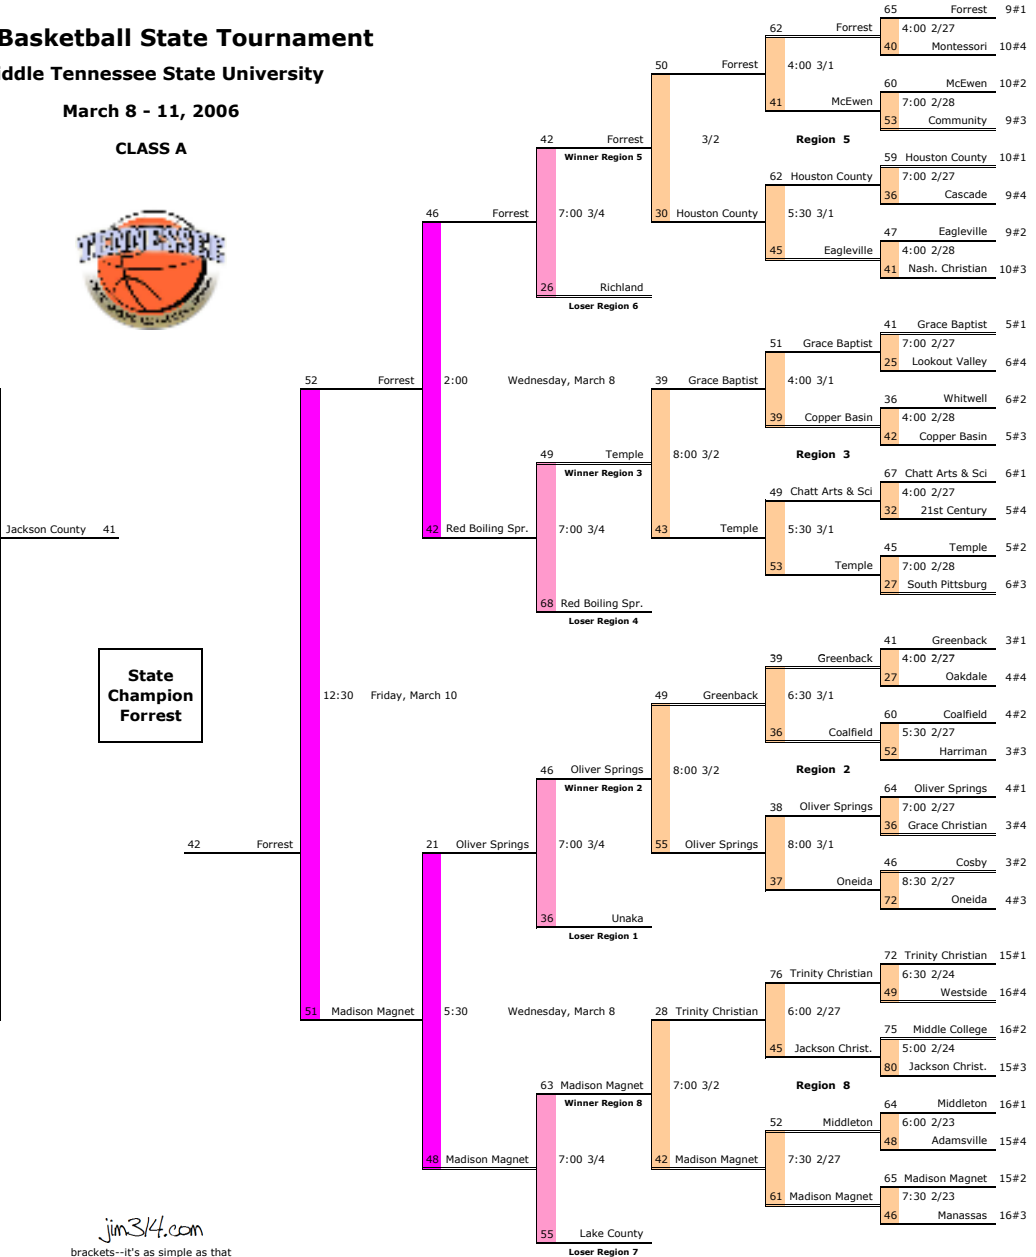 Basketball State Tournament
iddle Tennessee State University
March 8 - 11, 2006
CLASS A
TENNESSEE
65 Forrest 9#1
4:00 2/27
40 Montessori 10#4
62 Forrest
4:00 3/1
41 McEwen
60 McEwen 10#2
7:00 2/28
53 Community 9#3
50 Forrest
3/2
Region 5
30 Houston County
59 Houston County 10#1
7:00 2/27
36 Cascade 9#4
62 Houston County
5:30 3/1
45 Eagleville
47 Eagleville 9#2
4:00 2/28
41 Nash. Christian 10#3
42 Forrest
Winner Region 5
7:00 3/4
26 Richland
Loser Region 6
46 Forrest
2:00 Wednesday, March 8
42 Red Boiling Spr.
41 Grace Baptist 5#1
7:00 2/27
25 Lookout Valley 6#4
51 Grace Baptist
4:00 3/1
39 Copper Basin
36 Whitwell 6#2
4:00 2/28
42 Copper Basin 5#3
39 Grace Baptist
8:00 3/2
Region 3
43 Temple
67 Chatt Arts & Sci 6#1
4:00 2/27
32 21st Century 5#4
49 Chatt Arts & Sci
5:30 3/1
53 Temple
45 Temple 5#2
7:00 2/28
27 South Pittsburg 6#3
49 Temple
Winner Region 3
7:00 3/4
68 Red Boiling Spr.
Loser Region 4
52 Forrest
12:30 Friday, March 10
51 Madison Magnet
Jackson County 41
State
Champion
Forrest
42 Forrest
41 Greenback 3#1
4:00 2/27
27 Oakdale 4#4
39 Greenback
6:30 3/1
36 Coalfield
60 Coalfield 4#2
5:30 2/27
52 Harriman 3#3
49 Greenback
8:00 3/2
Region 2
55 Oliver Springs
64 Oliver Springs 4#1
7:00 2/27
36 Grace Christian 3#4
38 Oliver Springs
8:00 3/1
37 Oneida
46 Cosby 3#2
8:30 2/27
72 Oneida 4#3
46 Oliver Springs
Winner Region 2
7:00 3/4
36 Unaka
Loser Region 1
21 Oliver Springs
5:30 Wednesday, March 8
48 Madison Magnet
72 Trinity Christian 15#1
6:30 2/24
49 Westside 16#4
76 Trinity Christian
6:00 2/27
45 Jackson Christ.
75 Middle College 16#2
5:00 2/24
80 Jackson Christ. 15#3
28 Trinity Christian
7:00 3/2
Region 8
42 Madison Magnet
64 Middleton 16#1
6:00 2/23
48 Adamsville 15#4
52 Middleton
7:30 2/27
61 Madison Magnet
65 Madison Magnet 15#2
7:30 2/23
46 Manassas 16#3
63 Madison Magnet
Winner Region 8
7:00 3/4
55 Lake County
Loser Region 7
jim314.com
brackets--it's as simple as that